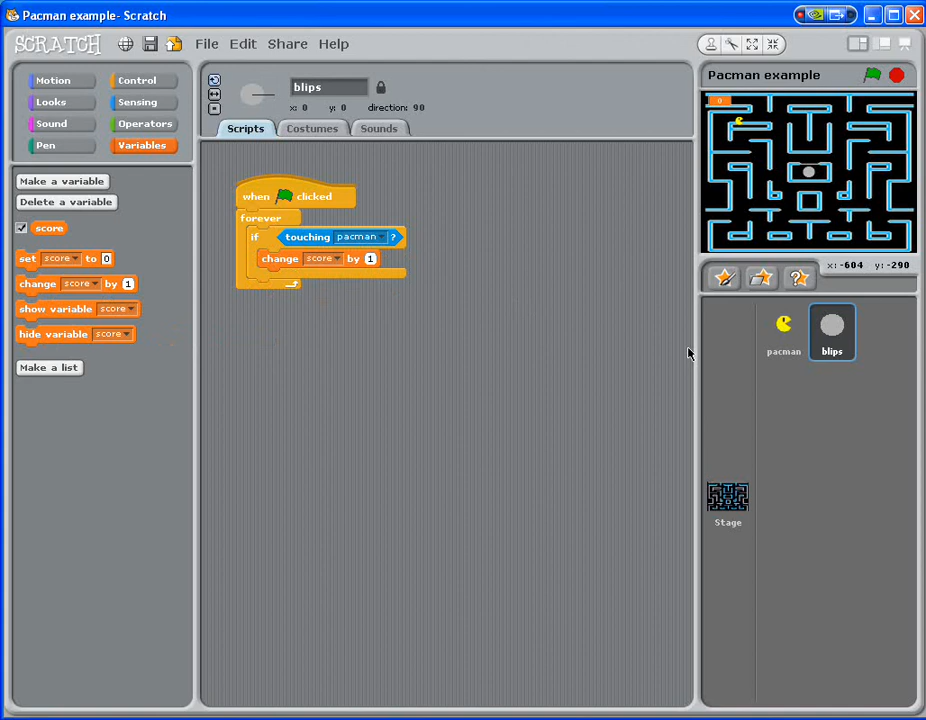 Pacman example- Scratch
SCRATCH
File Edit Share Help
Motion Control
Looks Sensing
Sound Operators
Pen Variables
Make a variable
Delete a variable
score
set score to 0
change score by 1
show variable score
hide variable score
Make a list
blips
x: 0 y: 0 direction: 90
Scripts Costumes Sounds
when clicked
forever
if touching pacman ?
change score by 1
Pacman example
0
x: -604 y: -290
pacman
blips
Stage